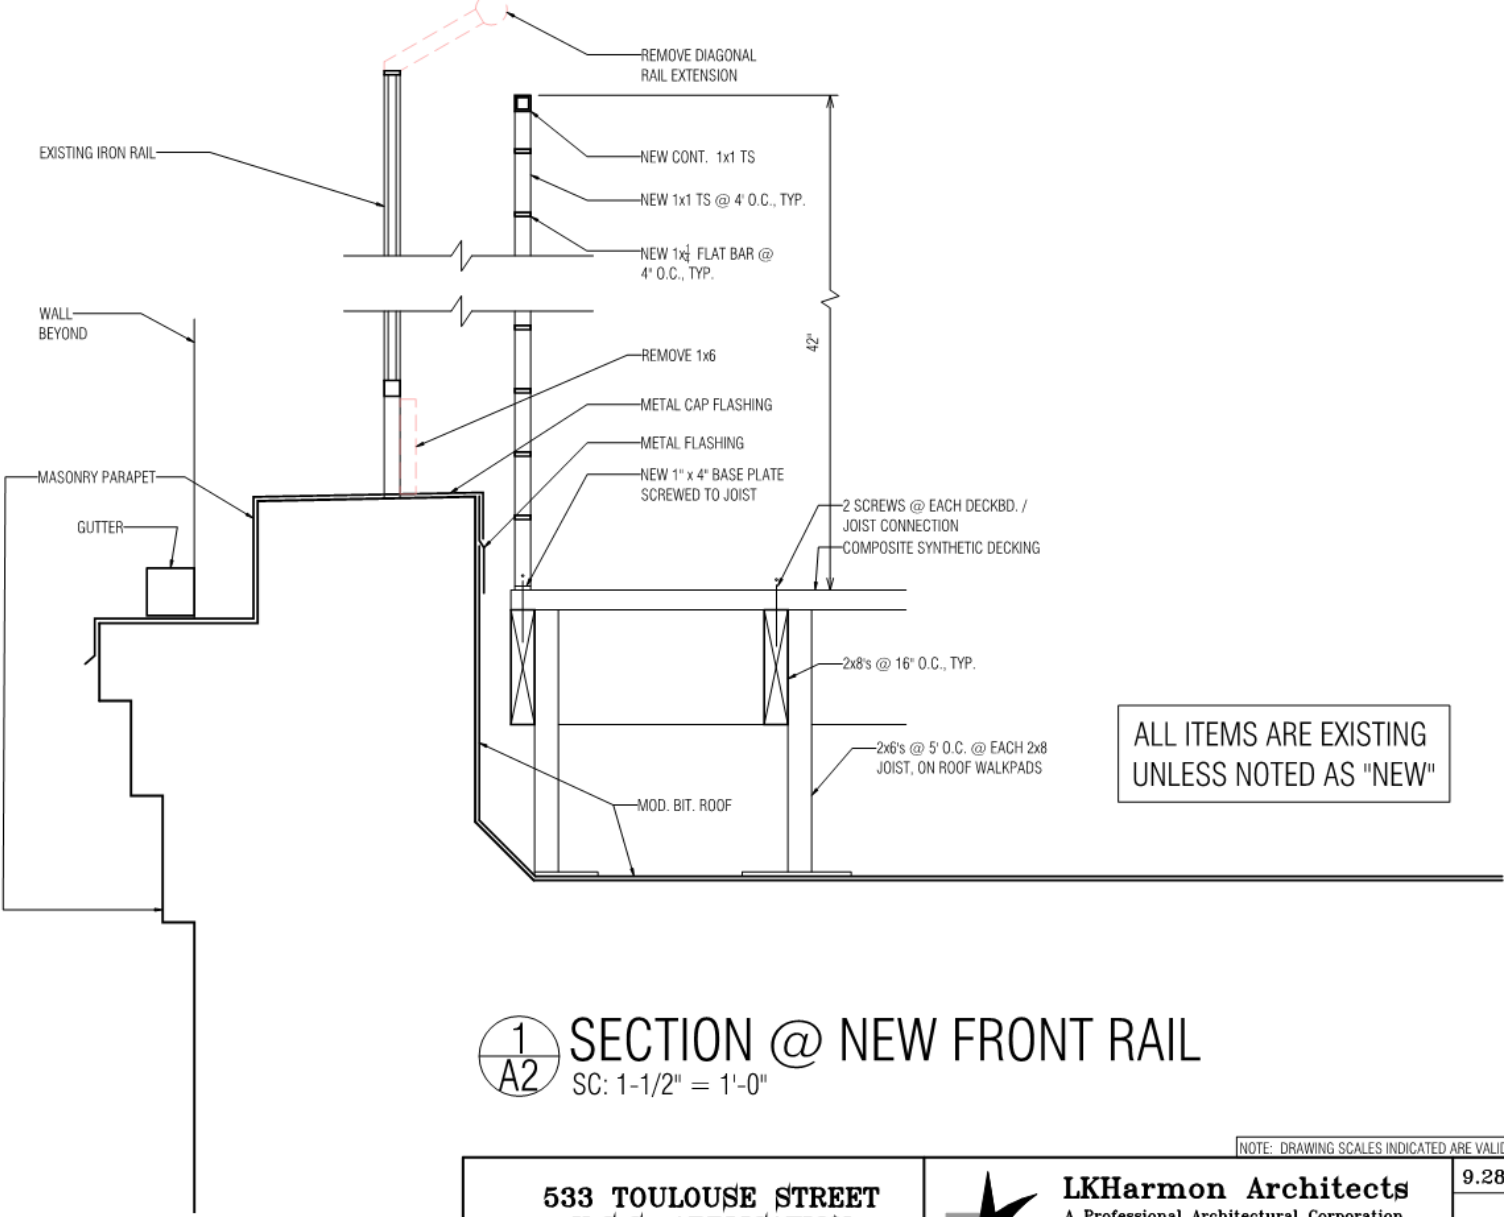 REMOVE DIAGONAL
RAIL EXTENSION
EXISTING IRON RAIL
NEW CONT. 1x1 TS
NEW 1x1 TS @ 4' O.C., TYP.
NEW 1x1/4 FLAT BAR @
4" O.C., TYP.
WALL
BEYOND
42"
REMOVE 1x6
METAL CAP FLASHING
METAL FLASHING
MASONRY PARAPET
NEW 1" x 4" BASE PLATE
SCREWED TO JOIST
GUTTER
2 SCREWS @ EACH DECKBD. /
JOIST CONNECTION
COMPOSITE SYNTHETIC DECKING
2x8's @ 16" O.C., TYP.
2x6's @ 5' O.C. @ EACH 2x8
JOIST, ON ROOF WALKPADS
ALL ITEMS ARE EXISTING
UNLESS NOTED AS "NEW"
MOD. BIT. ROOF
1
A2
SECTION @ NEW FRONT RAIL
SC: 1-1/2" = 1'-0"
NOTE: DRAWING SCALES INDICATED ARE VALID
533 TOULOUSE STREET
LKHarmon Architects
A Professional Architectural Corporation
9.28